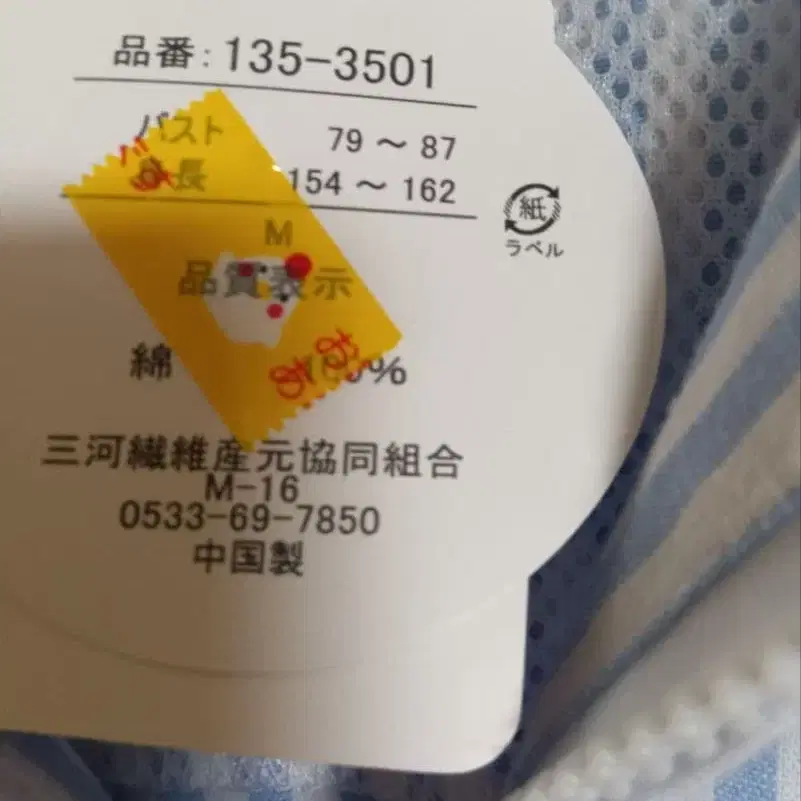 品番:135-3501
バスト 79～87
身長 154～162
M
品質表示
綿 100%
三河繊維産元協同組合
M-16
0533-69-7850
中国製
紙
ラベル